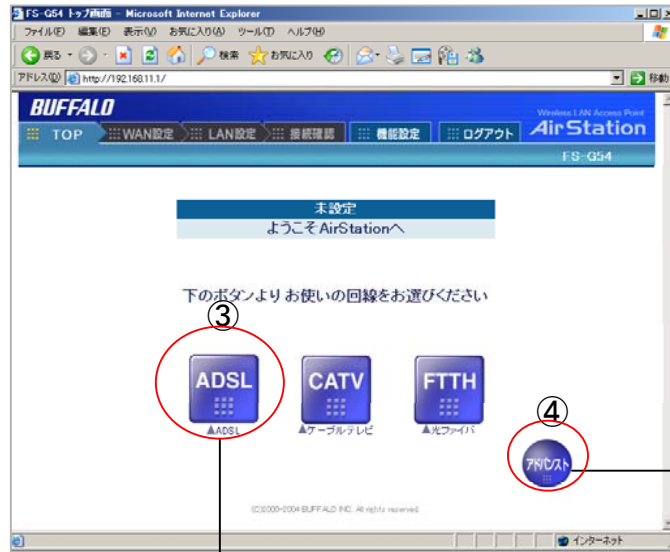 FS-G54 トップ画面 - Microsoft Internet Explorer
ファイル(F) 編集(E) 表示(V) お気に入り(A) ツール(T) ヘルプ(H)
戻る 検索 お気に入り
アドレス(D) http://192.168.11.1/ 移動
BUFFALO
Wireless LAN Access Point
TOP WAN設定 LAN設定 接続確認 機能設定 ログアウト AirStation
FS-G54
未設定
ようこそ AirStationへ
下のボタンより お使いの回線をお選びください
③
ADSL CATV FTTH
▲ADSL ▲ケーブルテレビ ▲光ファイバ
④
アドバンスト
(C)2000-2004 BUFFALO INC. All rights reserved.
インターネット